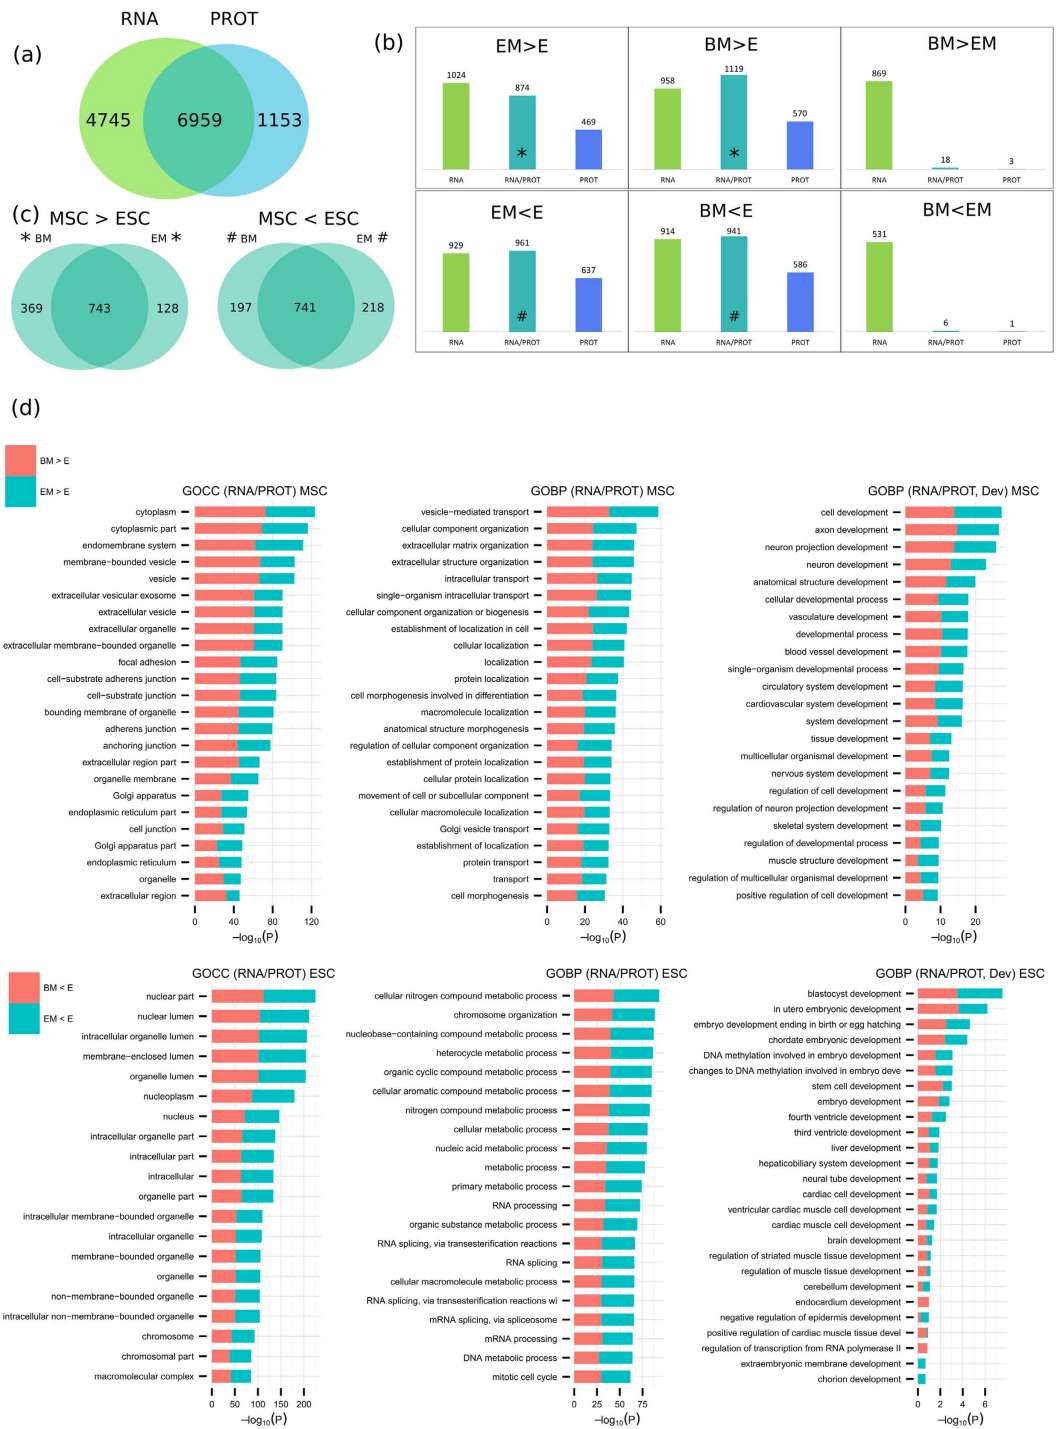 RNA PROT
(a)
4745 6959 1153
(b)
EM>E
1024
874
469
*
RNA RNA/PROT PROT
BM>E
958
1119
570
*
RNA RNA/PROT PROT
BM>EM
869
18
3
RNA RNA/PROT PROT
EM<E
929
961
637
#
RNA RNA/PROT PROT
BM<E
914
941
586
#
RNA RNA/PROT PROT
BM<EM
531
6
1
RNA RNA/PROT PROT
(c)
MSC > ESC
* BM EM *
369 743 128
MSC < ESC
# BM EM #
197 741 218
(d)
BM > E
EM > E
GOCC (RNA/PROT) MSC
cytoplasm
cytoplasmic part
endomembrane system
membrane−bounded vesicle
vesicle
extracellular vesicular exosome
extracellular vesicle
extracellular organelle
extracellular membrane−bounded organelle
focal adhesion
cell−substrate adherens junction
cell−substrate junction
bounding membrane of organelle
adherens junction
anchoring junction
extracellular region part
organelle membrane
Golgi apparatus
endoplasmic reticulum part
cell junction
Golgi apparatus part
endoplasmic reticulum
organelle
extracellular region
0 40 80 120
−log10(P)
GOBP (RNA/PROT) MSC
vesicle−mediated transport
cellular component organization
extracellular matrix organization
extracellular structure organization
intracellular transport
single−organism intracellular transport
cellular component organization or biogenesis
establishment of localization in cell
cellular localization
localization
protein localization
cell morphogenesis involved in differentiation
macromolecule localization
anatomical structure morphogenesis
regulation of cellular component organization
establishment of protein localization
cellular protein localization
movement of cell or subcellular component
cellular macromolecule localization
Golgi vesicle transport
establishment of localization
protein transport
transport
cell morphogenesis
0 20 40 60
−log10(P)
GOBP (RNA/PROT, Dev) MSC
cell development
axon development
neuron projection development
neuron development
anatomical structure development
cellular developmental process
vasculature development
developmental process
blood vessel development
single−organism developmental process
circulatory system development
cardiovascular system development
system development
tissue development
multicellular organismal development
nervous system development
regulation of cell development
regulation of neuron projection development
skeletal system development
regulation of developmental process
muscle structure development
regulation of multicellular organismal development
positive regulation of cell development
0 10 20
−log10(P)
BM < E
EM < E
GOCC (RNA/PROT) ESC
nuclear part
nuclear lumen
intracellular organelle lumen
membrane−enclosed lumen
organelle lumen
nucleoplasm
nucleus
intracellular organelle part
intracellular part
intracellular
organelle part
intracellular membrane−bounded organelle
intracellular organelle
membrane−bounded organelle
organelle
non−membrane−bounded organelle
intracellular non−membrane−bounded organelle
chromosome
chromosomal part
macromolecular complex
0 50 100 150 200
−log10(P)
GOBP (RNA/PROT) ESC
cellular nitrogen compound metabolic process
chromosome organization
nucleobase−containing compound metabolic process
heterocycle metabolic process
organic cyclic compound metabolic process
cellular aromatic compound metabolic process
nitrogen compound metabolic process
cellular metabolic process
nucleic acid metabolic process
metabolic process
primary metabolic process
RNA processing
organic substance metabolic process
RNA splicing, via transesterification reactions
RNA splicing
cellular macromolecule metabolic process
RNA splicing, via transesterification reactions wi
mRNA splicing, via spliceosome
mRNA processing
DNA metabolic process
mitotic cell cycle
0 25 50 75
−log10(P)
GOBP (RNA/PROT, Dev) ESC
blastocyst development
in utero embryonic development
embryo development ending in birth or egg hatching
chordate embryonic development
DNA methylation involved in embryo development
changes to DNA methylation involved in embryo deve
stem cell development
embryo development
fourth ventricle development
third ventricle development
liver development
hepaticobiliary system development
neural tube development
cardiac cell development
ventricular cardiac muscle cell development
cardiac muscle cell development
brain development
regulation of striated muscle tissue development
regulation of muscle tissue development
cerebellum development
endocardium development
negative regulation of epidermis development
positive regulation of cardiac muscle tissue devel
regulation of transcription from RNA polymerase II
extraembryonic membrane development
chorion development
0 2 4 6
−log10(P)